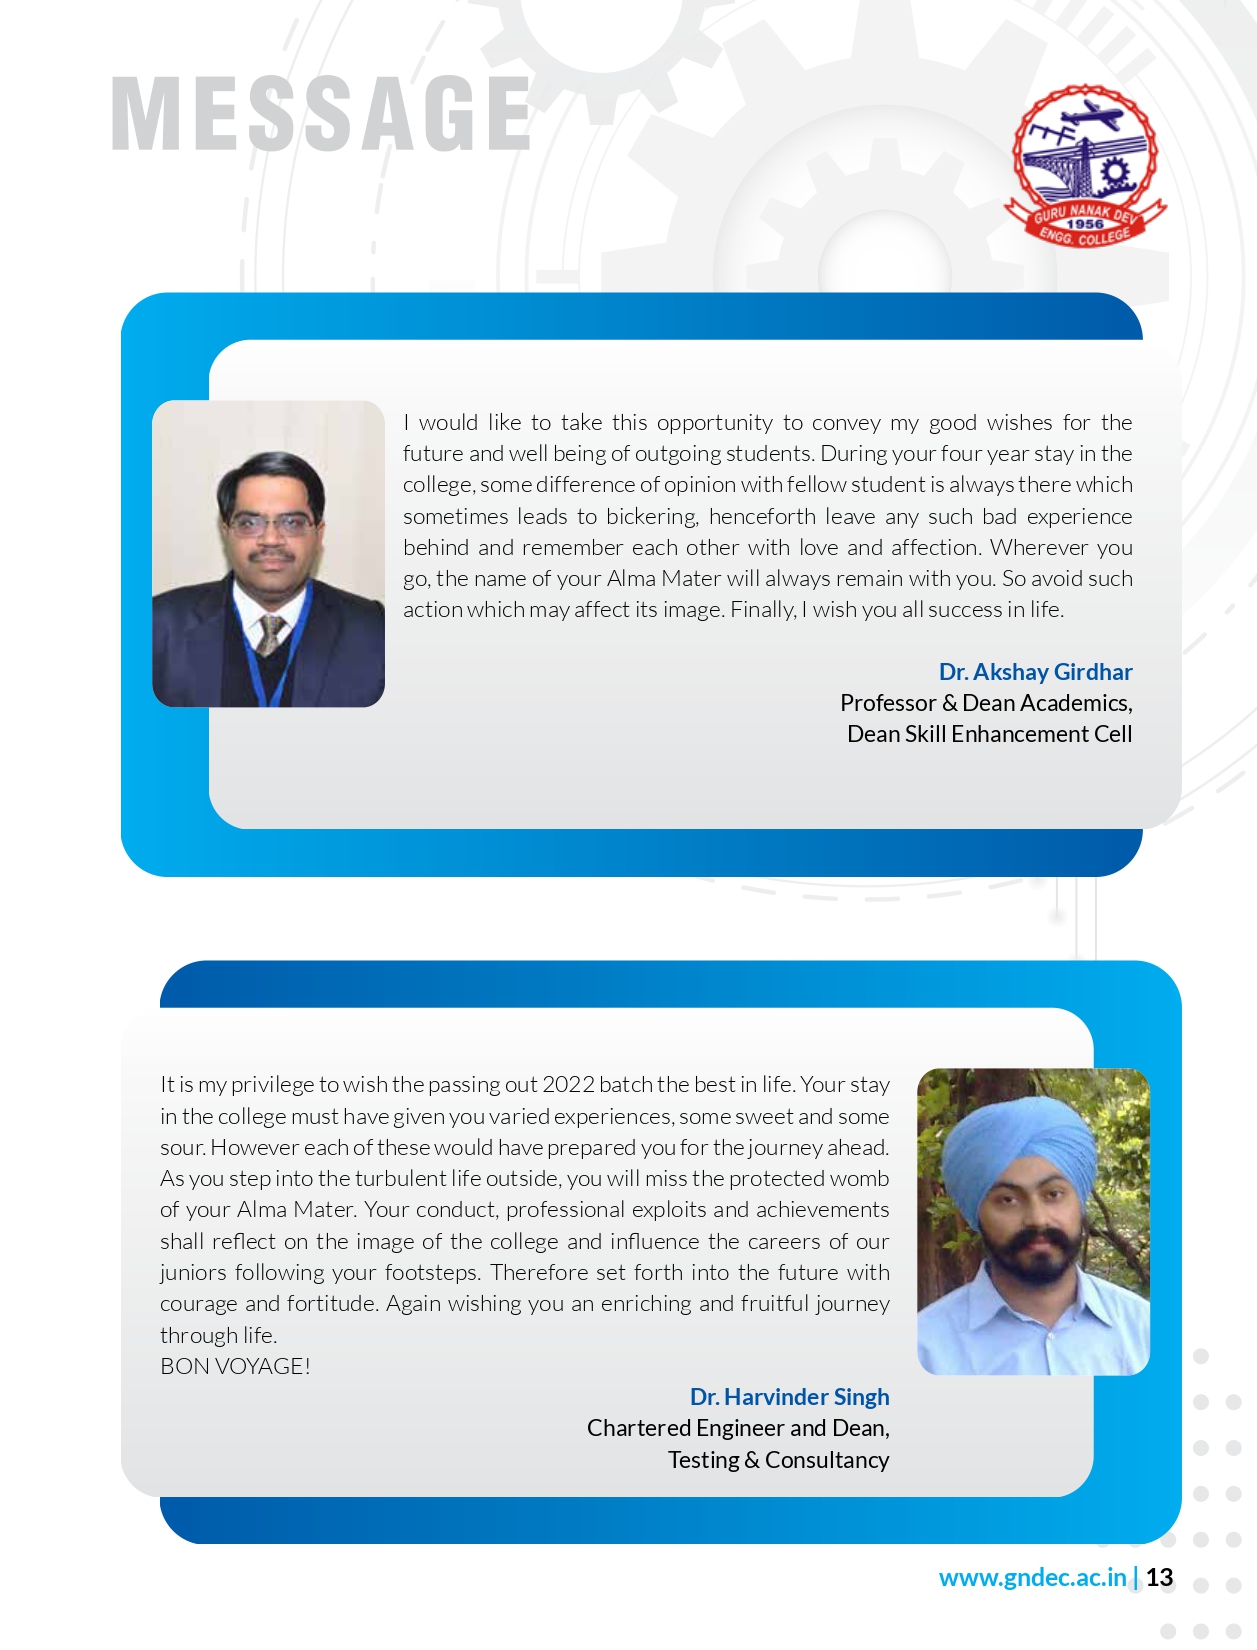 MESSAGE
GURU NANAK DEV
1956
ENGG. COLLEGE
I would like to take this opportunity to convey my good wishes for the
future and well being of outgoing students. During your four year stay in the
college, some difference of opinion with fellow student is always there which
sometimes leads to bickering, henceforth leave any such bad experience
behind and remember each other with love and affection. Wherever you
go, the name of your Alma Mater will always remain with you. So avoid such
action which may affect its image. Finally, I wish you all success in life.
Dr. Akshay Girdhar
Professor & Dean Academics,
Dean Skill Enhancement Cell
It is my privilege to wish the passing out 2022 batch the best in life. Your stay
in the college must have given you varied experiences, some sweet and some
sour. However each of these would have prepared you for the journey ahead.
As you step into the turbulent life outside, you will miss the protected womb
of your Alma Mater. Your conduct, professional exploits and achievements
shall reflect on the image of the college and influence the careers of our
juniors following your footsteps. Therefore set forth into the future with
courage and fortitude. Again wishing you an enriching and fruitful journey
through life.
BON VOYAGE!
Dr. Harvinder Singh
Chartered Engineer and Dean,
Testing & Consultancy
www.gndec.ac.in | 13